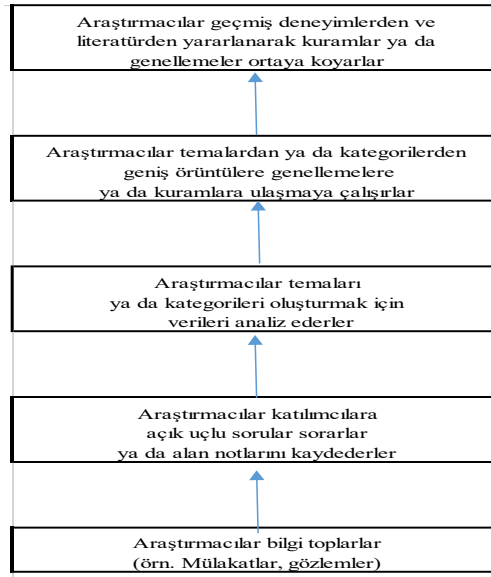 Araştırmacılar geçmiş deneyimlerden ve
literatürden yararlanarak kuramlar ya da
genellemeler ortaya koyarlar
Araştırmacılar temalardan ya da kategorilerden
geniş örüntülere genellemelere
ya da kuramlara ulaşmaya çalışırlar
Araştırmacılar temaları
ya da kategorileri oluşturmak için
verileri analiz ederler
Araştırmacılar katılımcılara
açık uçlu sorular sorarlar
ya da alan notlarını kaydederler
Araştırmacılar bilgi toplarlar
(örn. Mülakatlar, gözlemler)